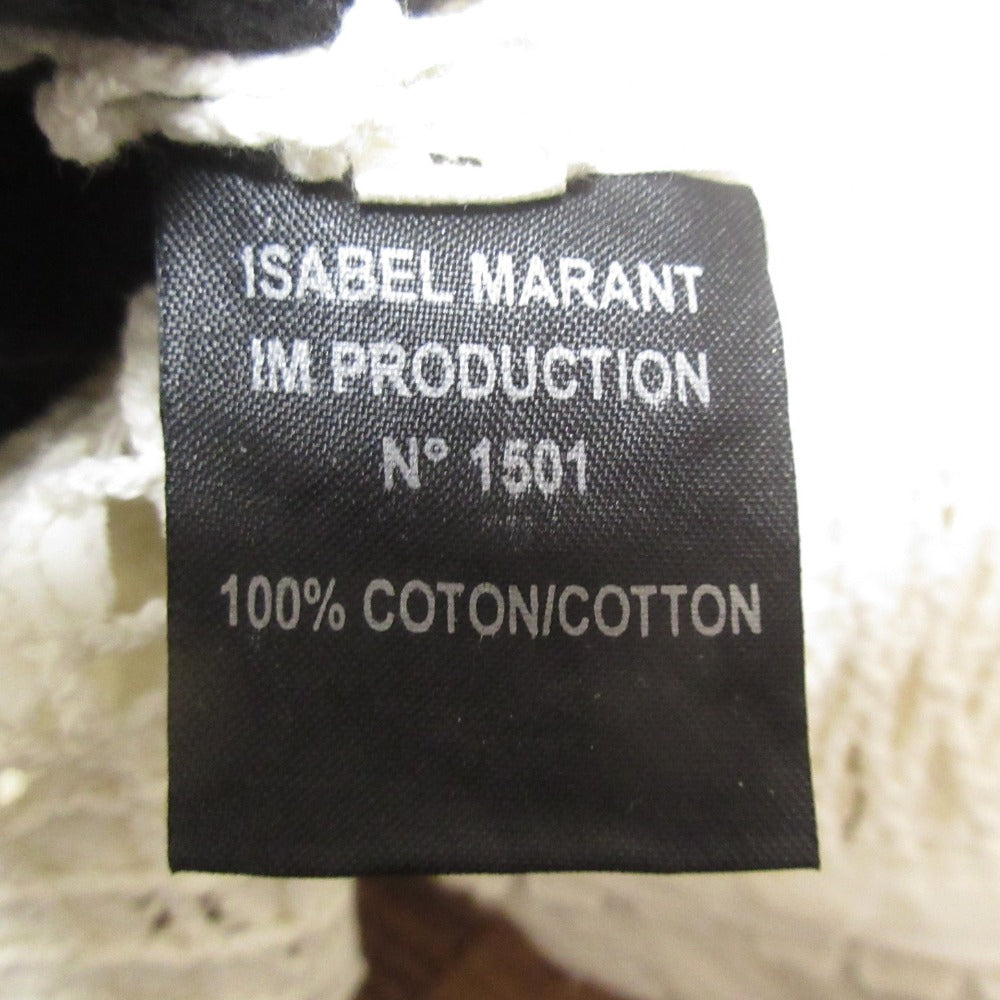 ISABEL MARANT
IM PRODUCTION
N° 1501
100% COTON/COTTON